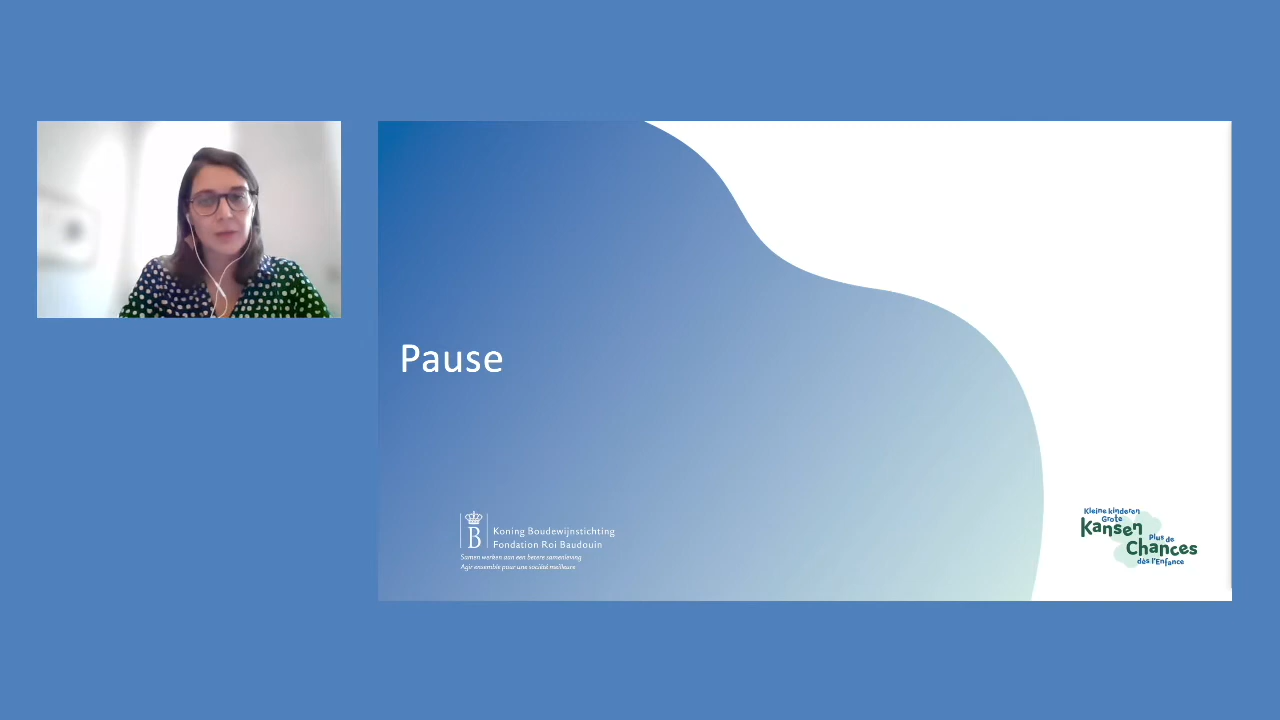 Pause
B
Koning Boudewijnstichting
Fondation Roi Baudouin
Samen werken aan een betere samenleving
Agir ensemble pour une société meilleure
Kleine kinderen
Grote
Kansen
Plus de
Chances
dès l'Enfance